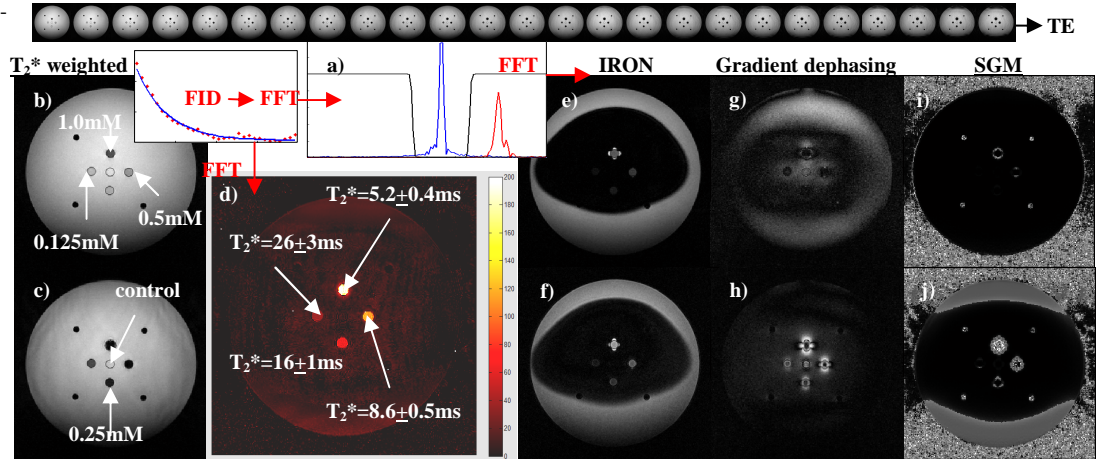 -
TE
T2* weighted
a)
FFT
IRON
Gradient dephasing
SGM
FID FFT
b)
1.0mM
0.5mM
0.125mM
FFT
d)
T2*=5.2±0.4ms
T2*=26±3ms
T2*=16±1ms
T2*=8.6±0.5ms
200
180
160
140
120
100
80
60
40
20
0
e)
g)
i)
c)
control
0.25mM
f)
h)
j)